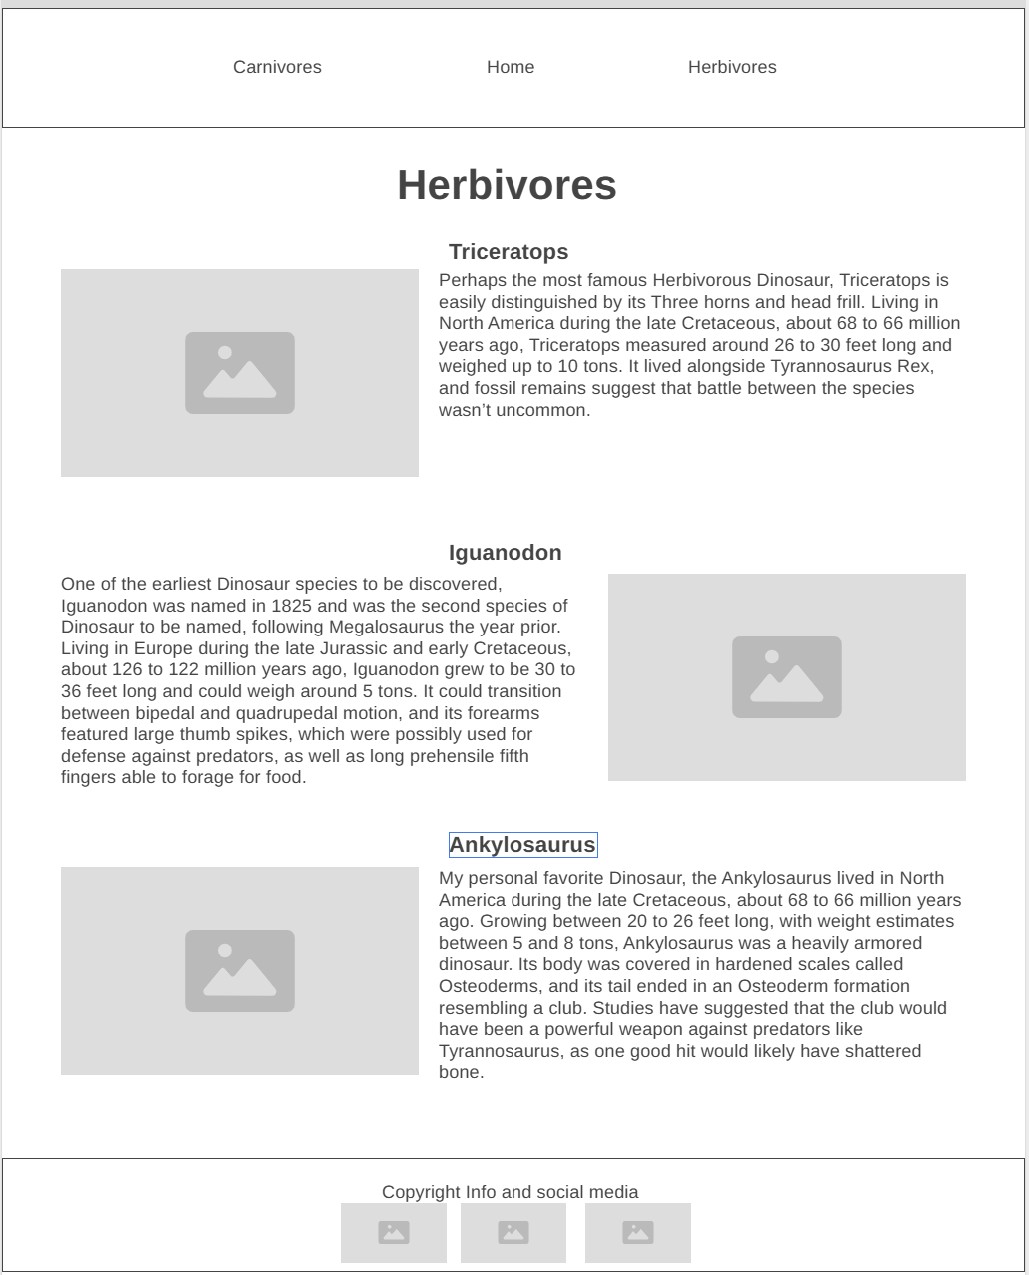 Carnivores
Home
Herbivores
Herbivores
Triceratops
Perhaps the most famous Herbivorous Dinosaur, Triceratops is
easily distinguished by its Three horns and head frill. Living in
North America during the late Cretaceous, about 68 to 66 million
years ago, Triceratops measured around 26 to 30 feet long and
weighed up to 10 tons. It lived alongside Tyrannosaurus Rex,
and fossil remains suggest that battle between the species
wasn’t uncommon.
Iguanodon
One of the earliest Dinosaur species to be discovered,
Iguanodon was named in 1825 and was the second species of
Dinosaur to be named, following Megalosaurus the year prior.
Living in Europe during the late Jurassic and early Cretaceous,
about 126 to 122 million years ago, Iguanodon grew to be 30 to
36 feet long and could weigh around 5 tons. It could transition
between bipedal and quadrupedal motion, and its forearms
featured large thumb spikes, which were possibly used for
defense against predators, as well as long prehensile fifth
fingers able to forage for food.
Ankylosaurus
My personal favorite Dinosaur, the Ankylosaurus lived in North
America during the late Cretaceous, about 68 to 66 million years
ago. Growing between 20 to 26 feet long, with weight estimates
between 5 and 8 tons, Ankylosaurus was a heavily armored
dinosaur. Its body was covered in hardened scales called
Osteoderms, and its tail ended in an Osteoderm formation
resembling a club. Studies have suggested that the club would
have been a powerful weapon against predators like
Tyrannosaurus, as one good hit would likely have shattered
bone.
Copyright Info and social media